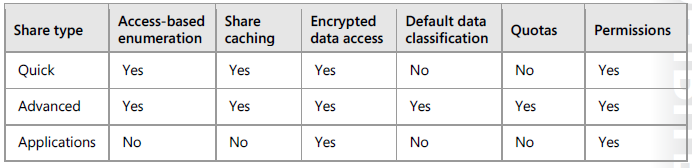 Share type Access-based enumeration Share caching Encrypted data access Default data classification Quotas Permissions
Quick Yes Yes Yes No No Yes
Advanced Yes Yes Yes Yes Yes Yes
Applications No No Yes No No Yes